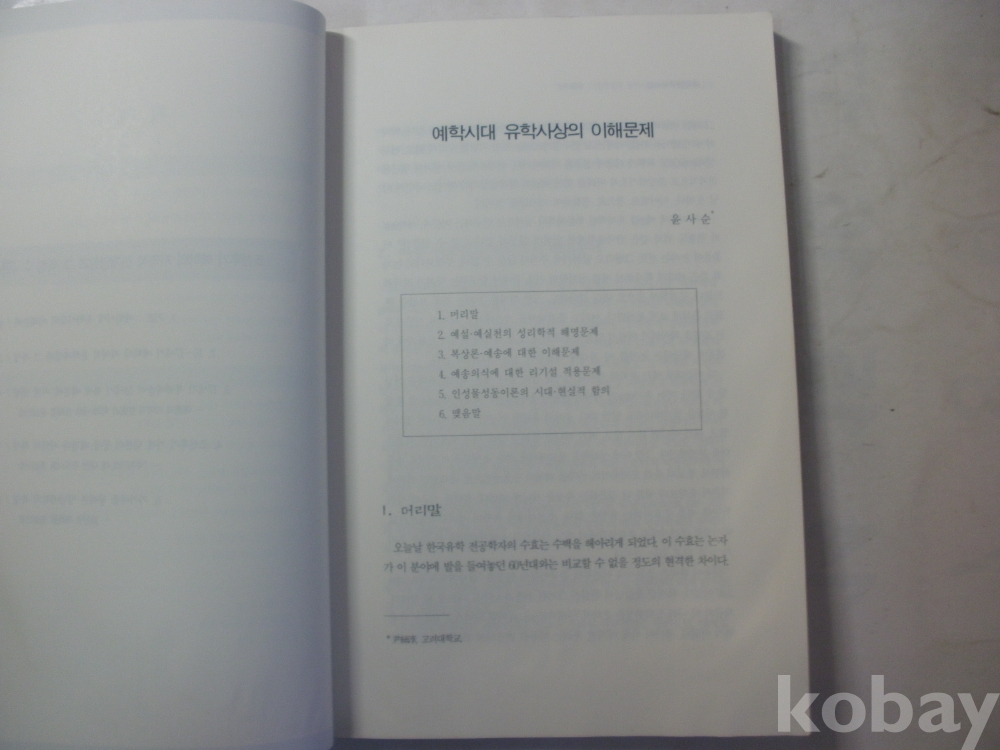 예학시대 유학사상의 이해문제
윤 사 순*
1. 머리말
2. 예설·예실천의 성리학적 해명문제
3. 복상론·예송에 대한 이해문제
4. 예송의식에 대한 리기설 적용문제
5. 인성물성동이론의 시대·현실적 함의
6. 맺음말
1. 머리말
오늘날 한국유학 전공학자의 수효는 수백을 헤아리게 되었다. 이 수효는 논자
가 이 분야에 발을 들여놓던 60년대와는 비교할 수 없을 정도의 현격한 차이다.
* 고려대학교
kobay